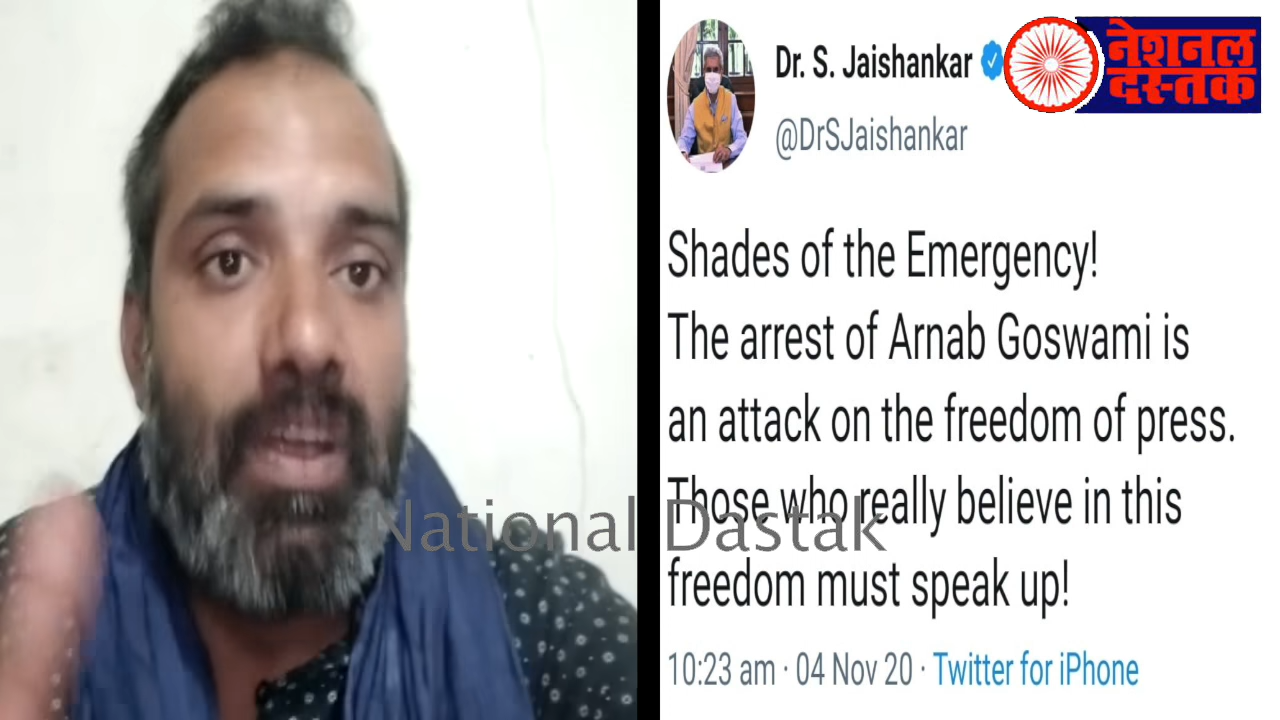 Dr. S. Jaishankar
@DrSJaishankar
नेशनल
दस्तक
Shades of the Emergency!
The arrest of Arnab Goswami is
an attack on the freedom of press.
Those who really believe in this
freedom must speak up!
National Dastak
10:23 am · 04 Nov 20 · Twitter for iPhone